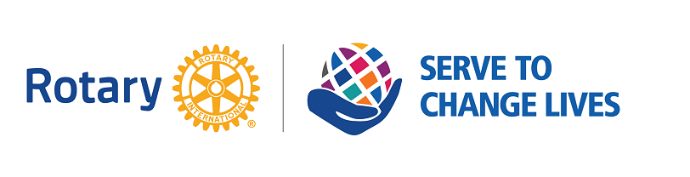 Rotary
ROTARY
INTERNATIONAL
®
SERVE TO
CHANGE LIVES